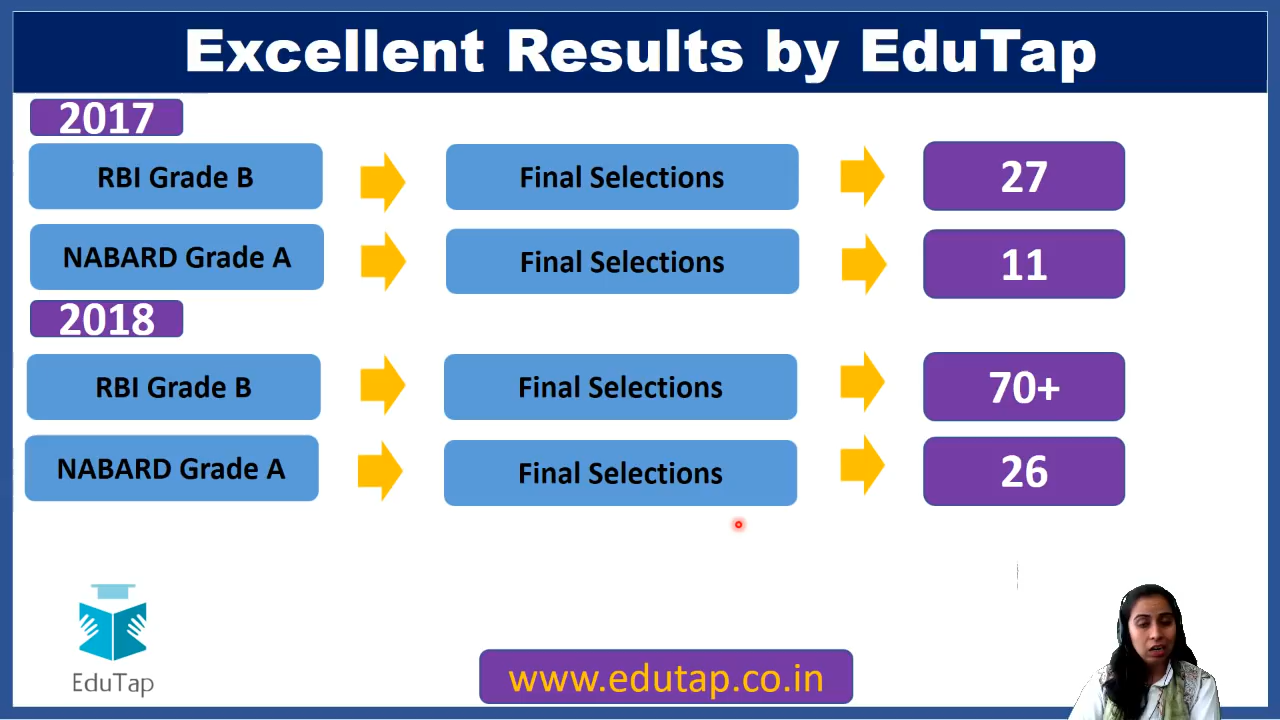 Excellent Results by EduTap
2017
RBI Grade B Final Selections 27
NABARD Grade A Final Selections 11
2018
RBI Grade B Final Selections 70+
NABARD Grade A Final Selections 26
EduTap
www.edutap.co.in